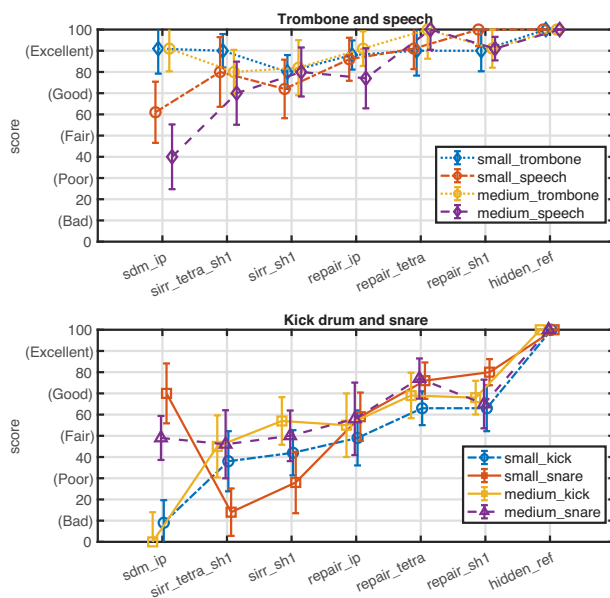 Trombone and speech
100
(Excellent)
80
(Good)
60
(Fair)
40
(Poor)
20
(Bad)
0
score
small_trombone
small_speech
medium_trombone
medium_speech
sdm_ip
sirr_tetra_sh1
sirr_sh1
repair_ip
repair_tetra
repair_sh1
hidden_ref
Kick drum and snare
100
(Excellent)
80
(Good)
60
(Fair)
40
(Poor)
20
(Bad)
0
score
small_kick
small_snare
medium_kick
medium_snare
sdm_ip
sirr_tetra_sh1
sirr_sh1
repair_ip
repair_tetra
repair_sh1
hidden_ref